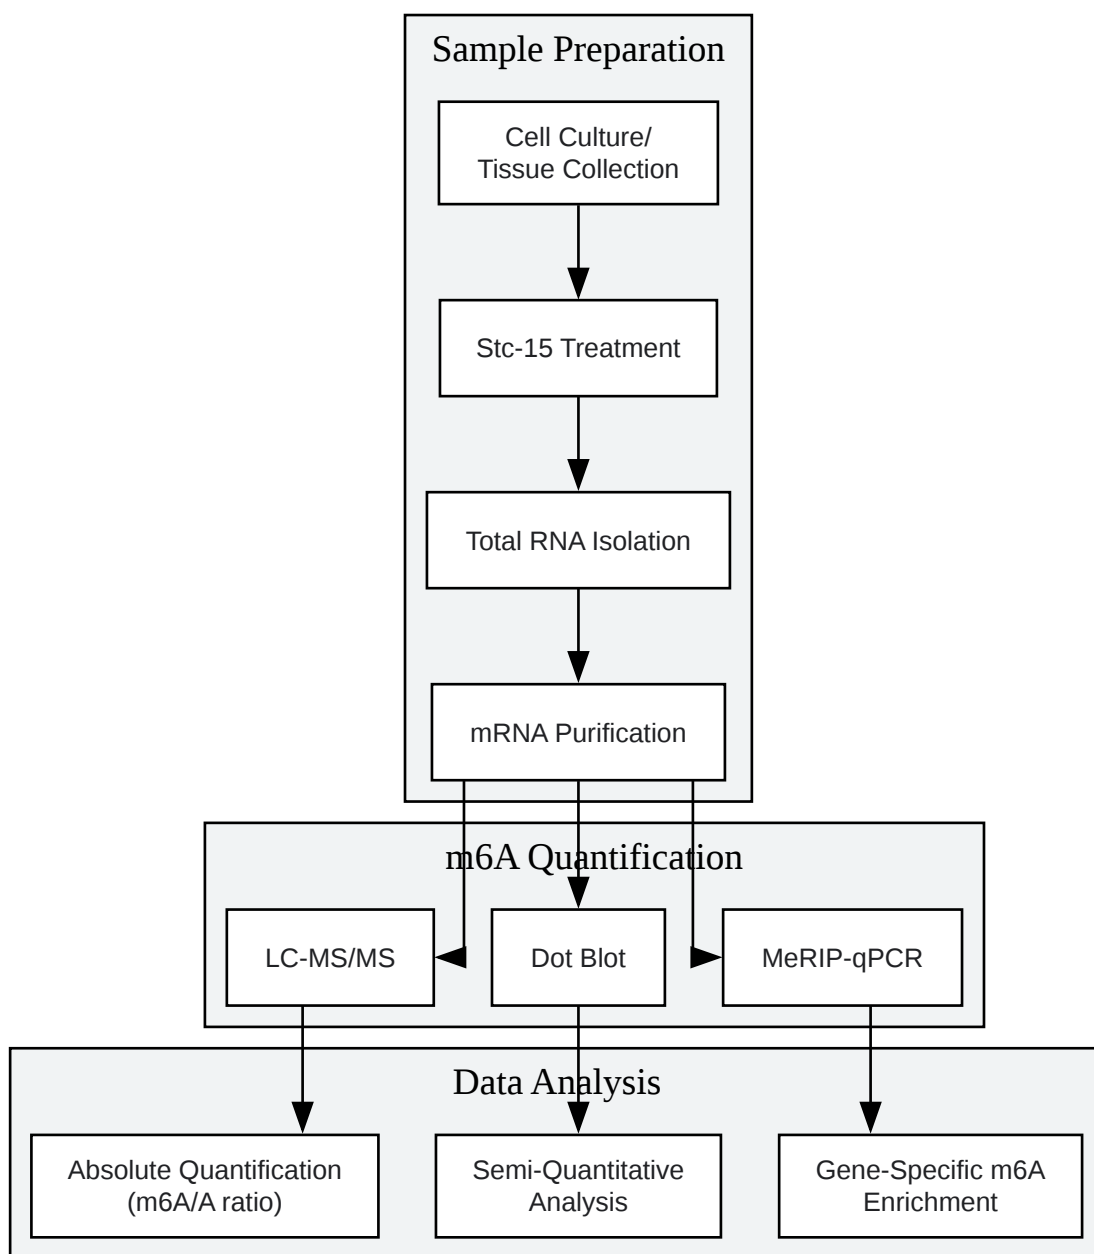 Sample Preparation
Cell Culture/
Tissue Collection
Stc-15 Treatment
Total RNA Isolation
mRNA Purification
m6A Quantification
LC-MS/MS
Dot Blot
MeRIP-qPCR
Data Analysis
Absolute Quantification
(m6A/A ratio)
Semi-Quantitative
Analysis
Gene-Specific m6A
Enrichment